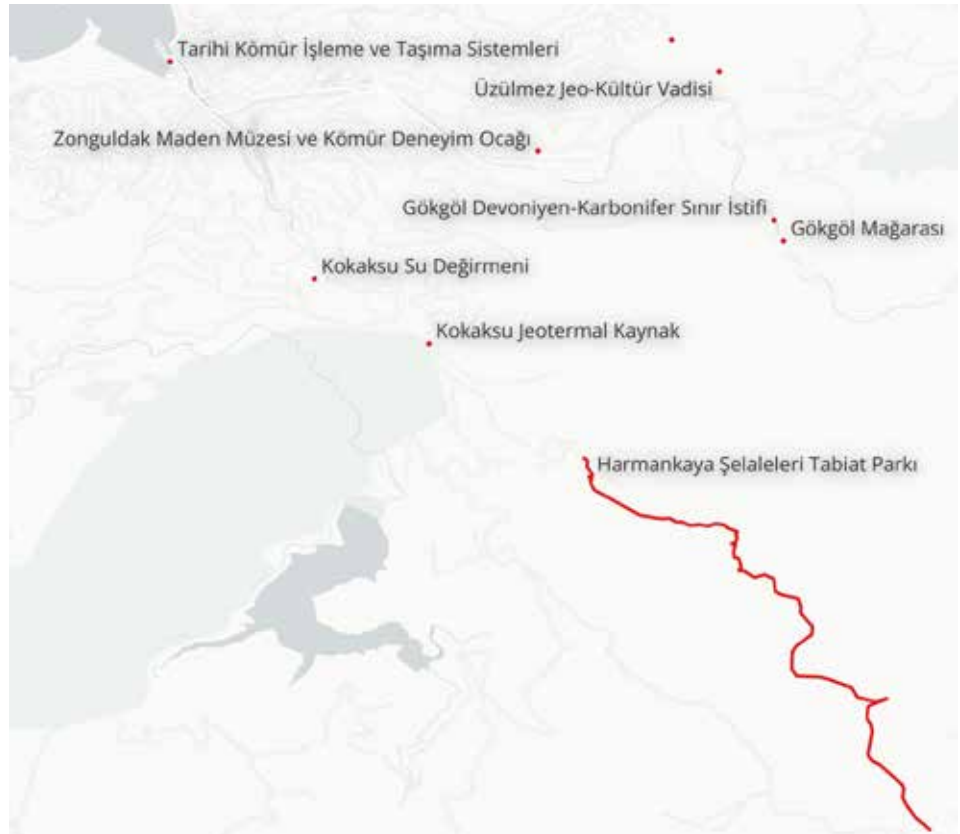 Tarihi Kömür İşleme ve Taşıma Sistemleri
Üzülmez Jeo-Kültür Vadisi
Zonguldak Maden Müzesi ve Kömür Deneyim Ocağı
Gökgöl Devoniyen-Karbonifer Sınır İstifi
Gökgöl Mağarası
Kokaksu Su Değirmeni
Kokaksu Jeotermal Kaynak
Harmankaya Şelaleleri Tabiat Parkı